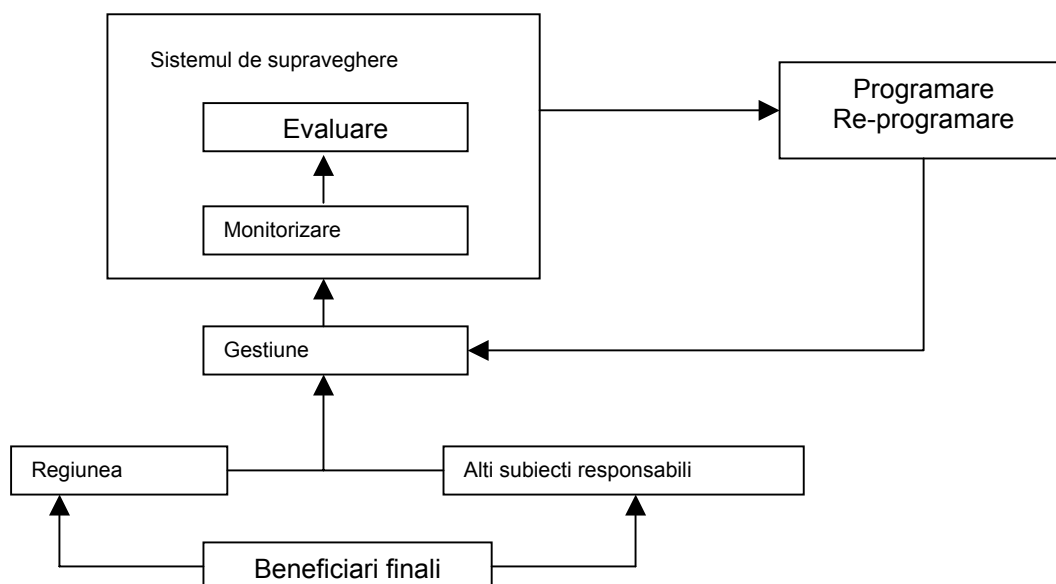 Sistemul de supraveghere
Programare
Re-programare
Evaluare
Monitorizare
Gestiune
Regiunea
Alti subiecti responsabili
Beneficiari finali